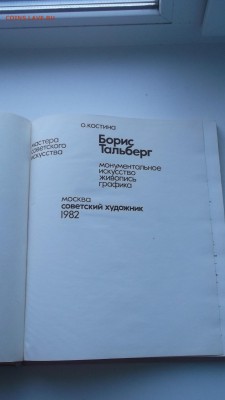 о.костина
мастера
советского
искусства
Борис
Тальберг
монументальное
искусство
живопись
графика
москва
советский художник
1982